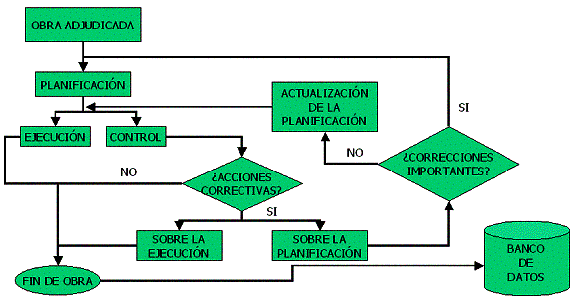 OBRA ADJUDICADA
PLANIFICACIÓN
ACTUALIZACIÓN
DE LA
PLANIFICACIÓN
SI
EJECUCIÓN
CONTROL
NO
¿CORRECCIONES
IMPORTANTES?
NO
¿ACCIONES
CORRECTIVAS?
SI
SOBRE LA
EJECUCIÓN
SOBRE LA
PLANIFICACIÓN
BANCO
DE
DATOS
FIN DE OBRA